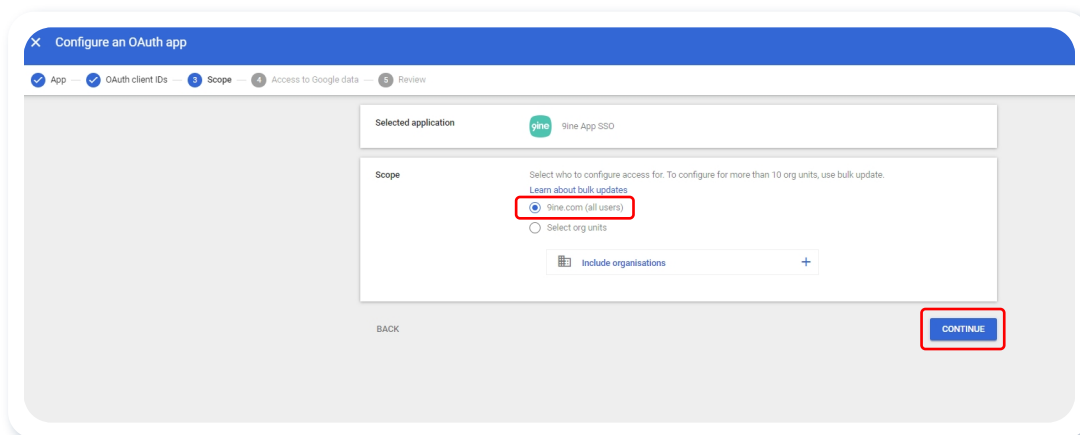 Configure an OAuth app
App
OAuth client IDs
3 Scope
4 Access to Google data
5 Review
Selected application
9ine
9ine App SSO
Scope
Select who to configure access for. To configure for more than 10 org units, use bulk update.
Learn about bulk updates
9ine.com (all users)
Select org units
Include organisations
BACK
CONTINUE